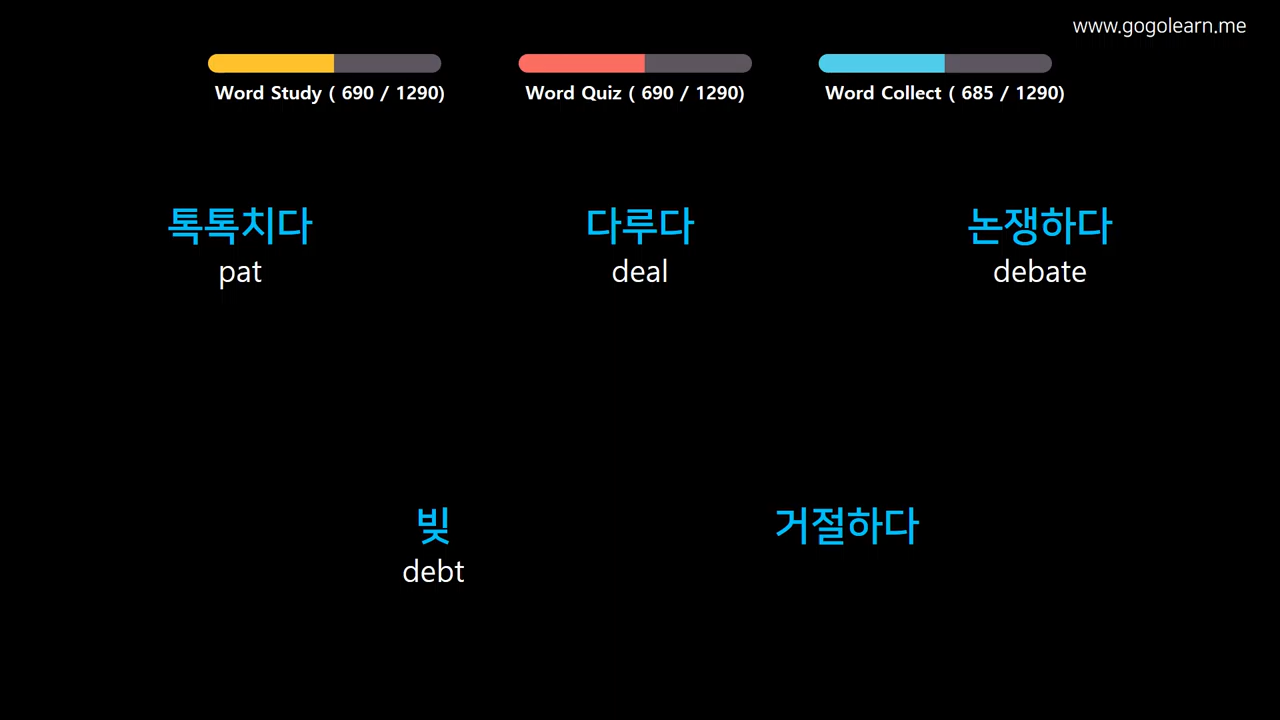 www.gogolearn.me
Word Study ( 690 / 1290)
Word Quiz ( 690 / 1290)
Word Collect ( 685 / 1290)
톡톡치다
pat
다루다
deal
논쟁하다
debate
빚
debt
거절하다